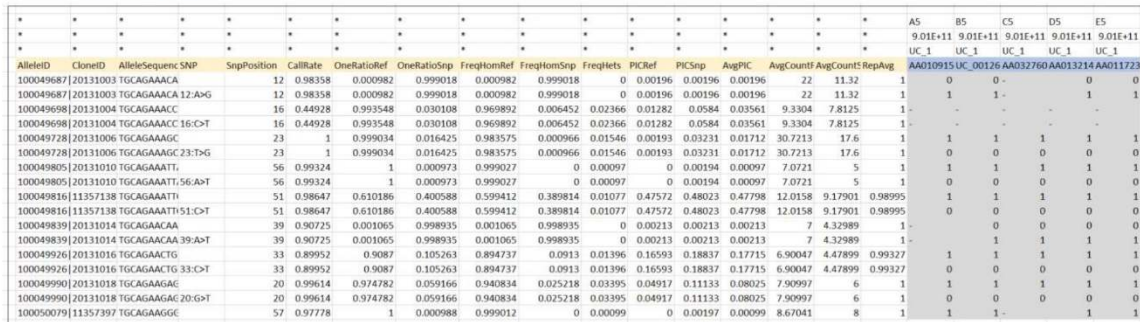 * * * * * * * * * * * * * * * * * A5 B5 C5 D5 E5
* * * * * * * * * * * * * * * * * 9.01E+11 9.01E+11 9.01E+11 9.01E+11 9.01E+11
* * * * * * * * * * * * * * * * * UC_1 UC_1 UC_1 UC_1 UC_1
AlleleID CloneID AlleleSequenc SNP SnpPosition CallRate OneRatioRef OneRatioSnp FreqHomRef FreqHomSnp FreqHets PICRef PICSnp AvgPIC AvgCountF AvgCountS RepAvg AA010915 UC_00126 AA032760 AA013214 AA011723
100049687| 20131003 TGCAGAAACA 12 0.98358 0.000982 0.999018 0.000982 0.999018 0 0.00196 0.00196 0.00196 22 11.32 1 0 0 - 0 0
100049687| 20131003 TGCAGAAACA 12:A>G 12 0.98358 0.000982 0.999018 0.000982 0.999018 0 0.00196 0.00196 0.00196 22 11.32 1 1 1 - 1 1
100049698| 20131004 TGCAGAAACC 16 0.44928 0.993548 0.030108 0.969892 0.006452 0.02366 0.01282 0.0584 0.03561 9.3304 7.8125 1 - - - - -
100049698| 20131004 TGCAGAAACC 16:C>T 16 0.44928 0.993548 0.030108 0.969892 0.006452 0.02366 0.01282 0.0584 0.03561 9.3304 7.8125 1 - - - - -
100049728| 20131006 TGCAGAAAGC 23 1 0.999034 0.016425 0.983575 0.000966 0.01546 0.00193 0.03231 0.01712 30.7213 17.6 1 1 1 1 1 1
100049728| 20131006 TGCAGAAAGC 23:T>G 23 1 0.999034 0.016425 0.983575 0.000966 0.01546 0.00193 0.03231 0.01712 30.7213 17.6 1 0 0 0 0 0
100049805| 20131010 TGCAGAAATT. 56 0.99324 1 0.000973 0.999027 0 0.00097 0 0.00194 0.00097 7.0721 5 1 1 1 1 1 1
100049805| 20131010 TGCAGAAATT. 56:A>T 56 0.99324 1 0.000973 0.999027 0 0.00097 0 0.00194 0.00097 7.0721 5 1 0 0 0 0 0
100049816| 11357138 TGCAGAAATT 51 0.98647 0.610186 0.400588 0.599412 0.389814 0.01077 0.47572 0.48023 0.47798 12.0158 9.17901 0.98995 1 1 1 1 1
100049816| 11357138 TGCAGAAATT 51:C>T 51 0.98647 0.610186 0.400588 0.599412 0.389814 0.01077 0.47572 0.48023 0.47798 12.0158 9.17901 0.98995 0 0 0 0 0
100049839| 20131014 TGCAGAACAA 39 0.90725 0.001065 0.998935 0.001065 0.998935 0 0.00213 0.00213 0.00213 7 4.32989 1 - 0 0 0 0
100049839| 20131014 TGCAGAACAA 39:A>T 39 0.90725 0.001065 0.998935 0.001065 0.998935 0 0.00213 0.00213 0.00213 7 4.32989 1 - 1 1 1 1
100049926| 20131016 TGCAGAACTG 33 0.89952 0.9087 0.105263 0.894737 0.0913 0.01396 0.16593 0.18837 0.17715 6.90047 4.47899 0.99327 1 1 1 1 1
100049926| 20131016 TGCAGAACTG 33:C>T 33 0.89952 0.9087 0.105263 0.894737 0.0913 0.01396 0.16593 0.18837 0.17715 6.90047 4.47899 0.99327 0 0 0 0 0
100049990| 20131018 TGCAGAAGAG 20 0.99614 0.974782 0.059166 0.940834 0.025218 0.03395 0.04917 0.11133 0.08025 7.90997 6 1 1 1 1 1 1
100049990| 20131018 TGCAGAAGAG 20:G>T 20 0.99614 0.974782 0.059166 0.940834 0.025218 0.03395 0.04917 0.11133 0.08025 7.90997 6 1 0 0 0 0 0
100050079| 11357397 TGCAGAAGGG 57 0.97778 1 0.000988 0.999012 0 0.00099 0 0.00197 0.00099 8.67041 8 1 1 1 - 1 1